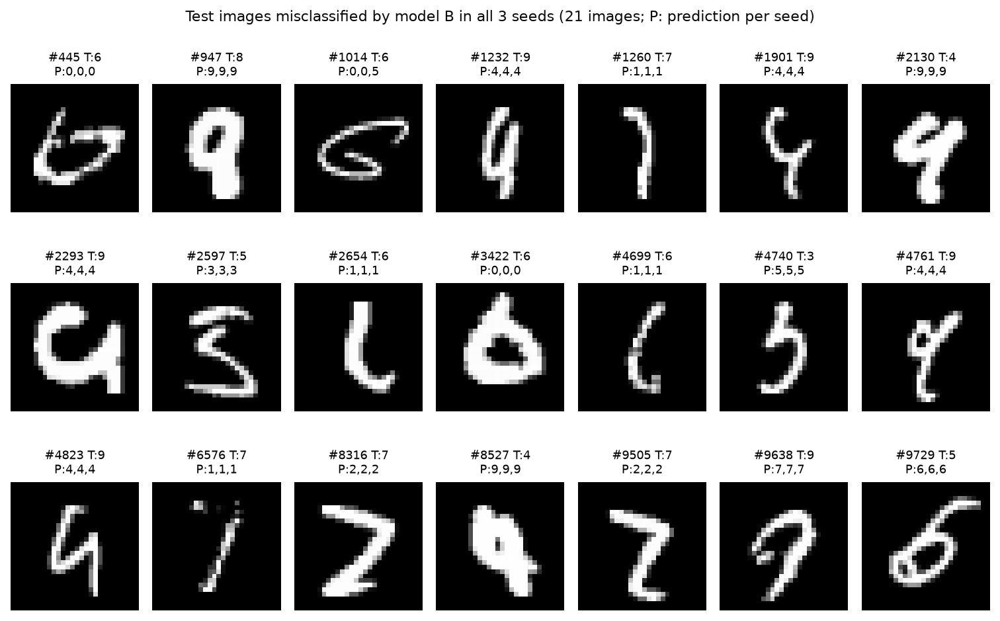 Test images misclassified by model B in all 3 seeds (21 images; P: prediction per seed)
#445 T:6
P:0,0,0
#947 T:8
P:9,9,9
#1014 T:6
P:0,0,5
#1232 T:9
P:4,4,4
#1260 T:7
P:1,1,1
#1901 T:9
P:4,4,4
#2130 T:4
P:9,9,9
#2293 T:9
P:4,4,4
#2597 T:5
P:3,3,3
#2654 T:6
P:1,1,1
#3422 T:6
P:0,0,0
#4699 T:6
P:1,1,1
#4740 T:3
P:5,5,5
#4761 T:9
P:4,4,4
#4823 T:9
P:4,4,4
#6576 T:7
P:1,1,1
#8316 T:7
P:2,2,2
#8527 T:4
P:9,9,9
#9505 T:7
P:2,2,2
#9638 T:9
P:7,7,7
#9729 T:5
P:6,6,6